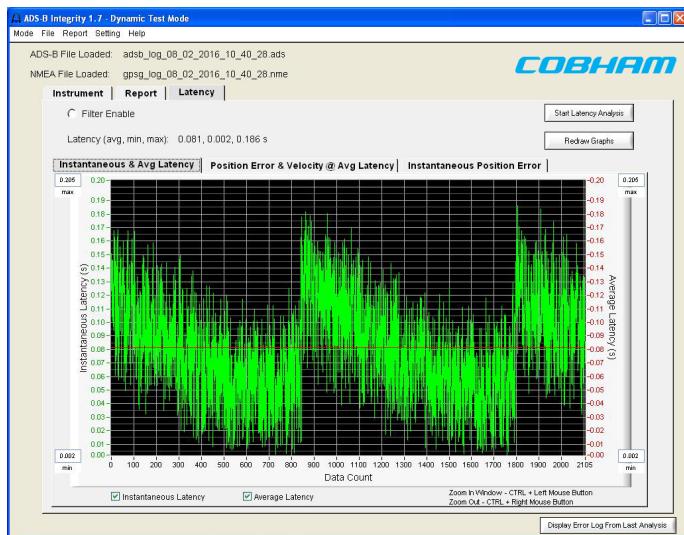 ADS-B Integrity 1.7 - Dynamic Test Mode
Mode File Report Setting Help
ADS-B File Loaded: adsb_log_08_02_2016_10_40_28.ads
NMEA File Loaded: gpsg_log_08_02_2016_10_40_28.nme
COBHAM
Instrument Report Latency
Filter Enable
Start Latency Analysis
Latency (avg, min, max): 0.081, 0.002, 0.186 s
Redraw Graphs
Instantaneous & Avg Latency Position Error & Velocity @ Avg Latency Instantaneous Position Error
0.205
max
0.002
min
Instantaneous Latency (s)
0.20
0.19
0.18
0.17
0.16
0.15
0.14
0.13
0.12
0.11
0.10
0.09
0.08
0.07
0.06
0.05
0.04
0.03
0.02
0.01
0.00
-0.20
-0.19
-0.18
-0.17
-0.16
-0.15
-0.14
-0.13
-0.12
-0.11
-0.10
-0.09
-0.08
-0.07
-0.06
-0.05
-0.04
-0.03
-0.02
-0.01
-0.00
Average Latency (s)
0.205
max
0.002
min
0 100 200 300 400 500 600 700 800 900 1000 1100 1200 1300 1400 1500 1600 1700 1800 1900 2000 2105
Data Count
Instantaneous Latency Average Latency
Zoom In Window - CTRL + Left Mouse Button
Zoom Out - CTRL + Right Mouse Button
Display Error Log From Last Analysis